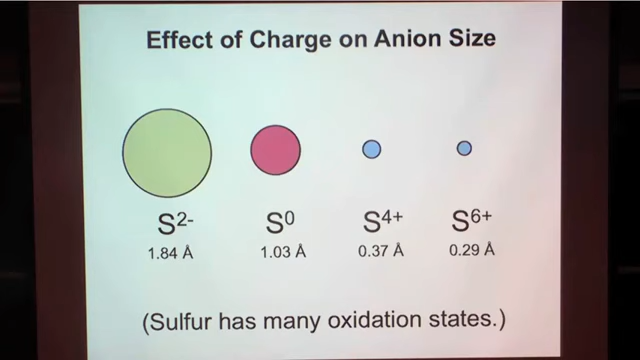 Effect of Charge on Anion Size
S2- S0 S4+ S6+
1.84 Å 1.03 Å 0.37 Å 0.29 Å
(Sulfur has many oxidation states.)